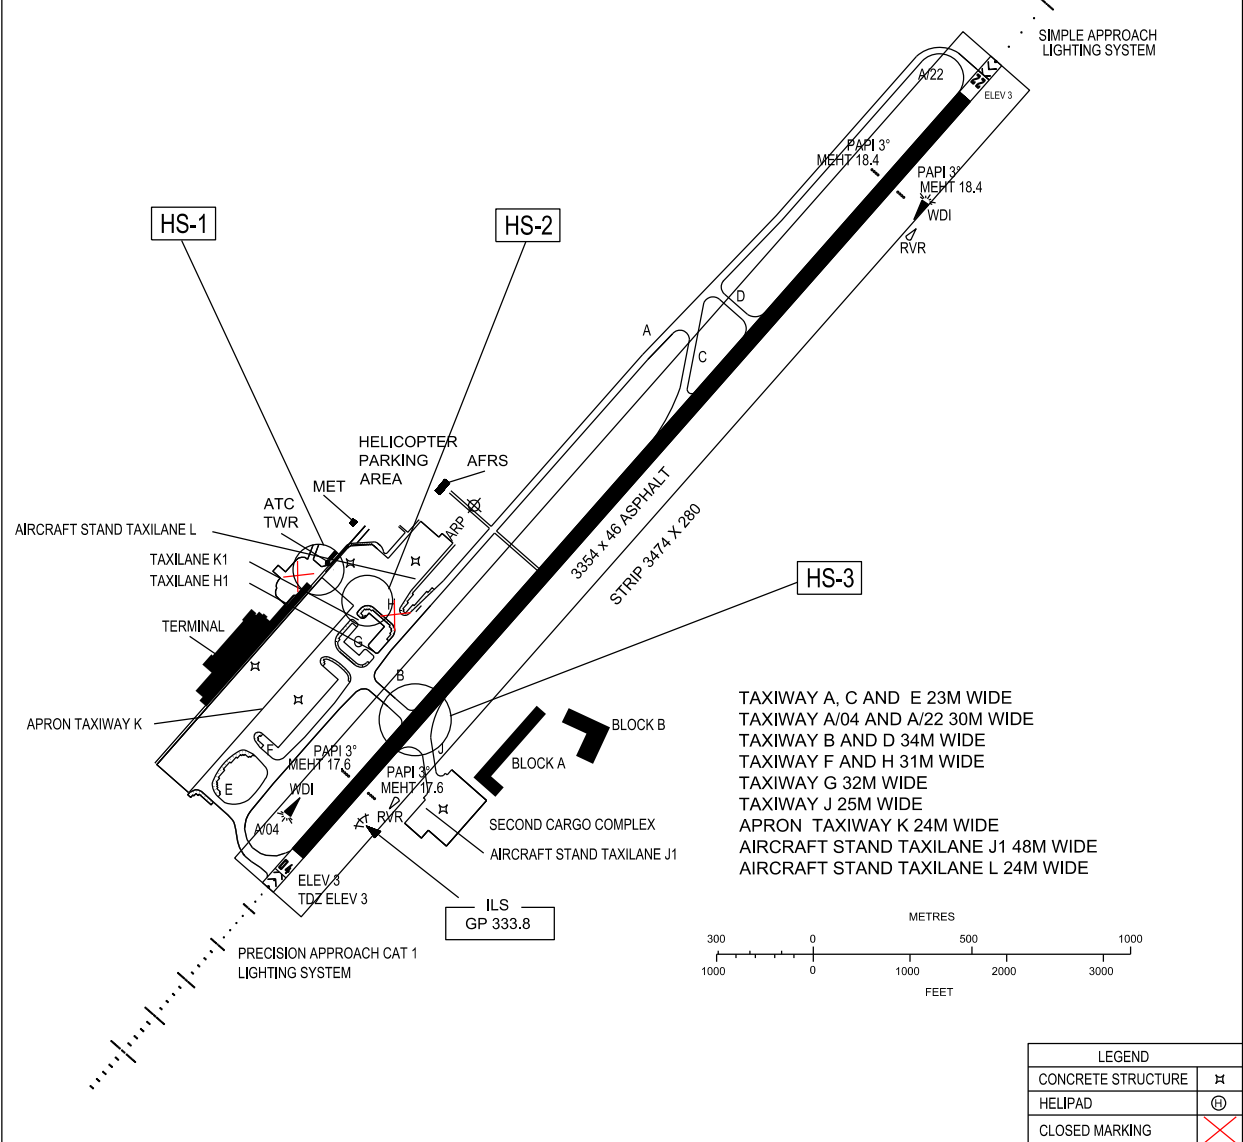 SIMPLE APPROACH
LIGHTING SYSTEM
A/22
22
ELEV 3
PAPI 3°
MEHT 18.4
PAPI 3°
MEHT 18.4
WDI
RVR
HS-1
HS-2
D
A
C
HELICOPTER
PARKING
AREA
AFRS
MET
ATC
TWR
ARP
AIRCRAFT STAND TAXILANE L
TAXILANE K1
TAXILANE H1
3354 x 46 ASPHALT
STRIP 3474 X 280
HS-3
H
L
G
TERMINAL
B
APRON TAXIWAY K
F
J
E
PAPI 3°
MEHT 17.6
PAPI 3°
MEHT 17.6
WDI
RVR
A/04
BLOCK B
BLOCK A
SECOND CARGO COMPLEX
AIRCRAFT STAND TAXILANE J1
ELEV 3
TDZ ELEV 3
ILS
GP 333.8
PRECISION APPROACH CAT 1
LIGHTING SYSTEM
TAXIWAY A, C AND E 23M WIDE
TAXIWAY A/04 AND A/22 30M WIDE
TAXIWAY B AND D 34M WIDE
TAXIWAY F AND H 31M WIDE
TAXIWAY G 32M WIDE
TAXIWAY J 25M WIDE
APRON TAXIWAY K 24M WIDE
AIRCRAFT STAND TAXILANE J1 48M WIDE
AIRCRAFT STAND TAXILANE L 24M WIDE
METRES
300 0 500 1000
1000 0 1000 2000 3000
FEET
LEGEND
CONCRETE STRUCTURE
HELIPAD H
CLOSED MARKING